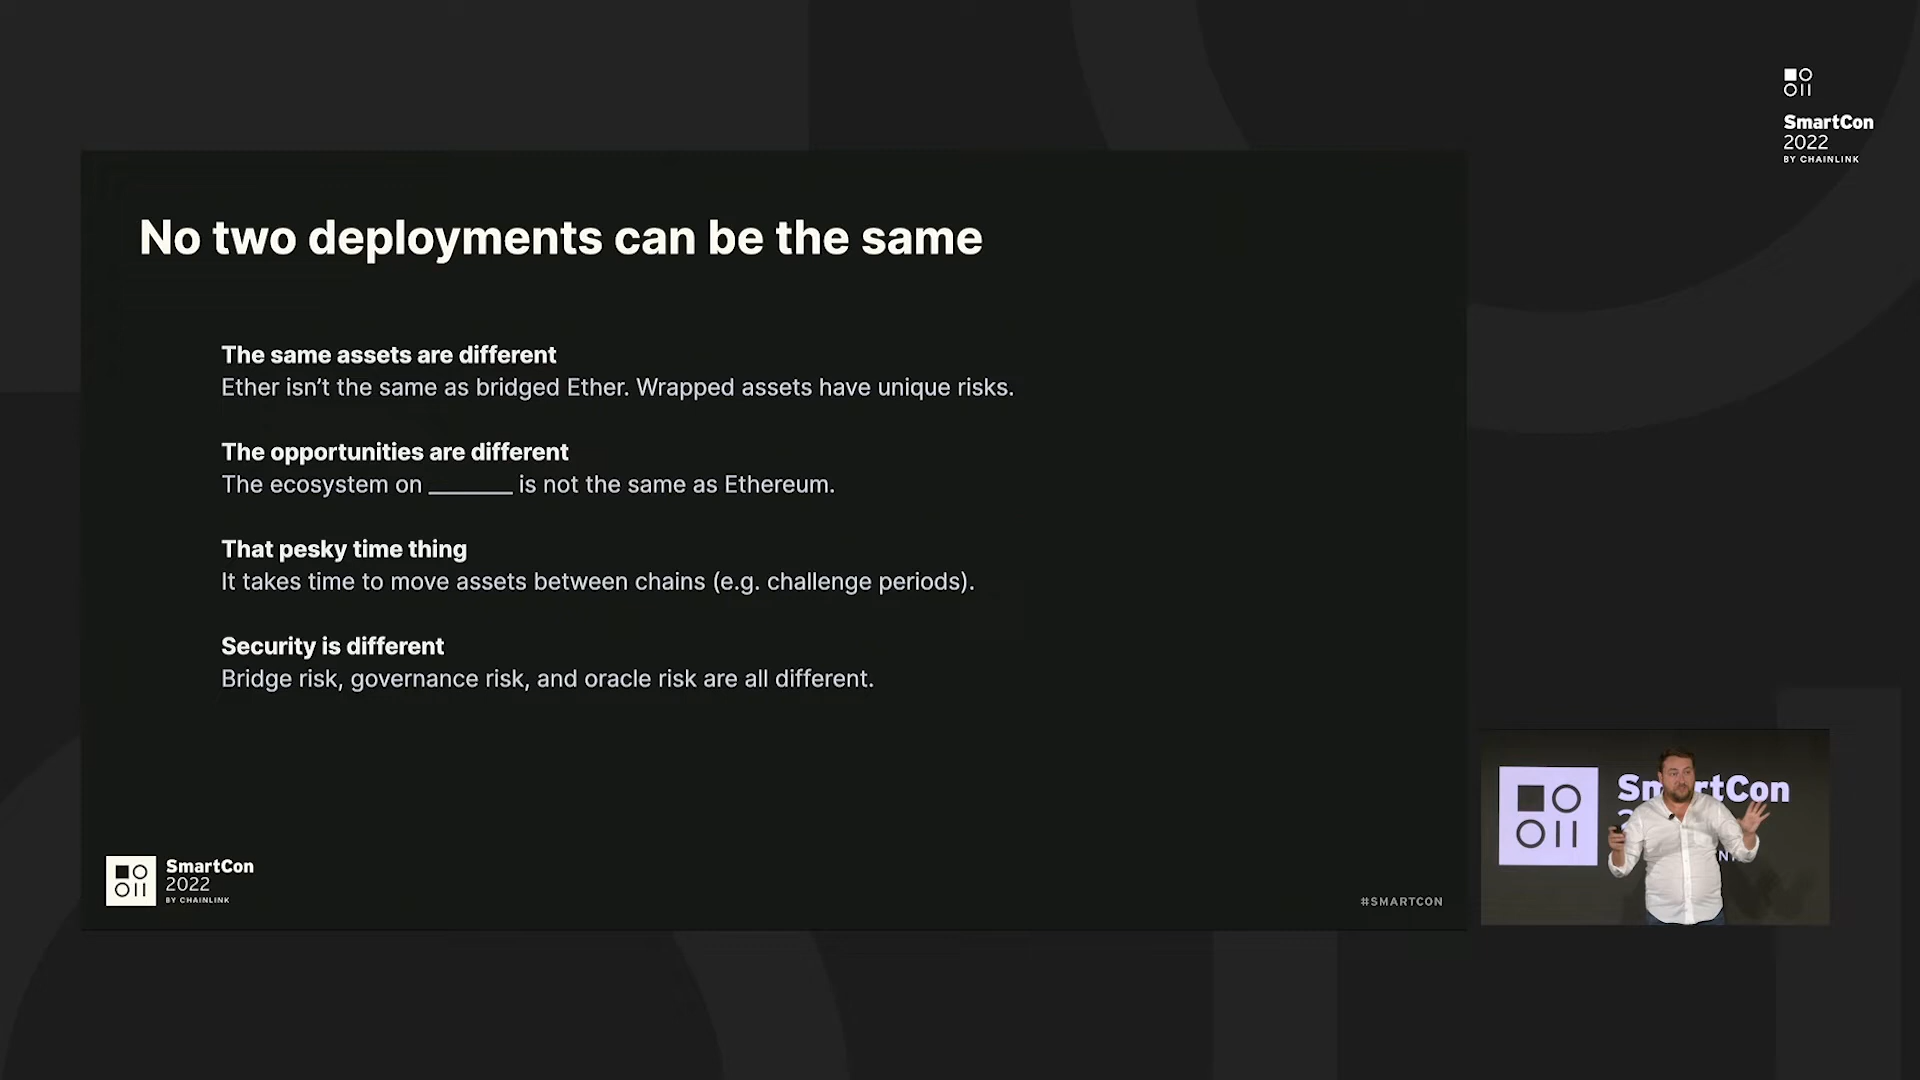 SmartCon
2022
BY CHAINLINK
No two deployments can be the same
The same assets are different
Ether isn’t the same as bridged Ether. Wrapped assets have unique risks.
The opportunities are different
The ecosystem on _______ is not the same as Ethereum.
That pesky time thing
It takes time to move assets between chains (e.g. challenge periods).
Security is different
Bridge risk, governance risk, and oracle risk are all different.
SmartCon
2022
BY CHAINLINK
#SMARTCON